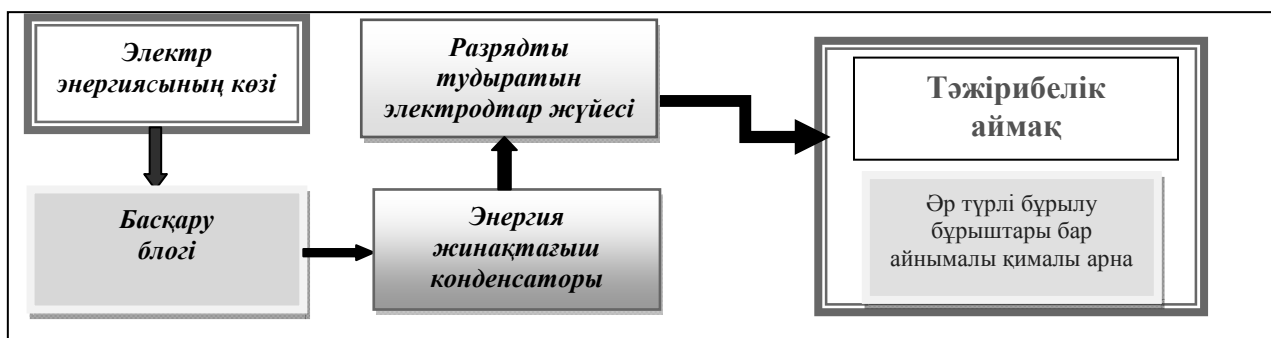 Электр
энергиясының көзі
Басқару
блогі
Энергия
жинақтағыш
конденсаторы
Разрядты
тудыратын
электродтар жүйесі
Тәжірибелік
аймақ
Әр түрлі бұрылу
бұрыштары бар
айнымалы қималы арна